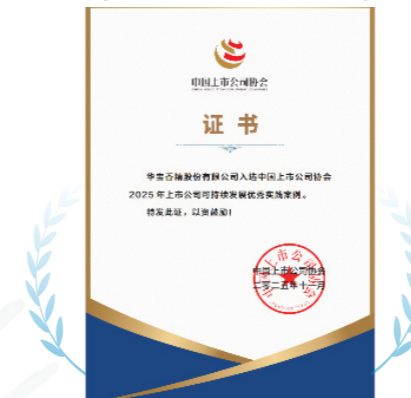 中国上市公司协会
证书
华宝香精股份有限公司入选中国上市公司协会
2025年上市公司可持续发展优秀实践案例。
特发此证，以资鼓励！
中国上市公司协会
二零二五年十一月